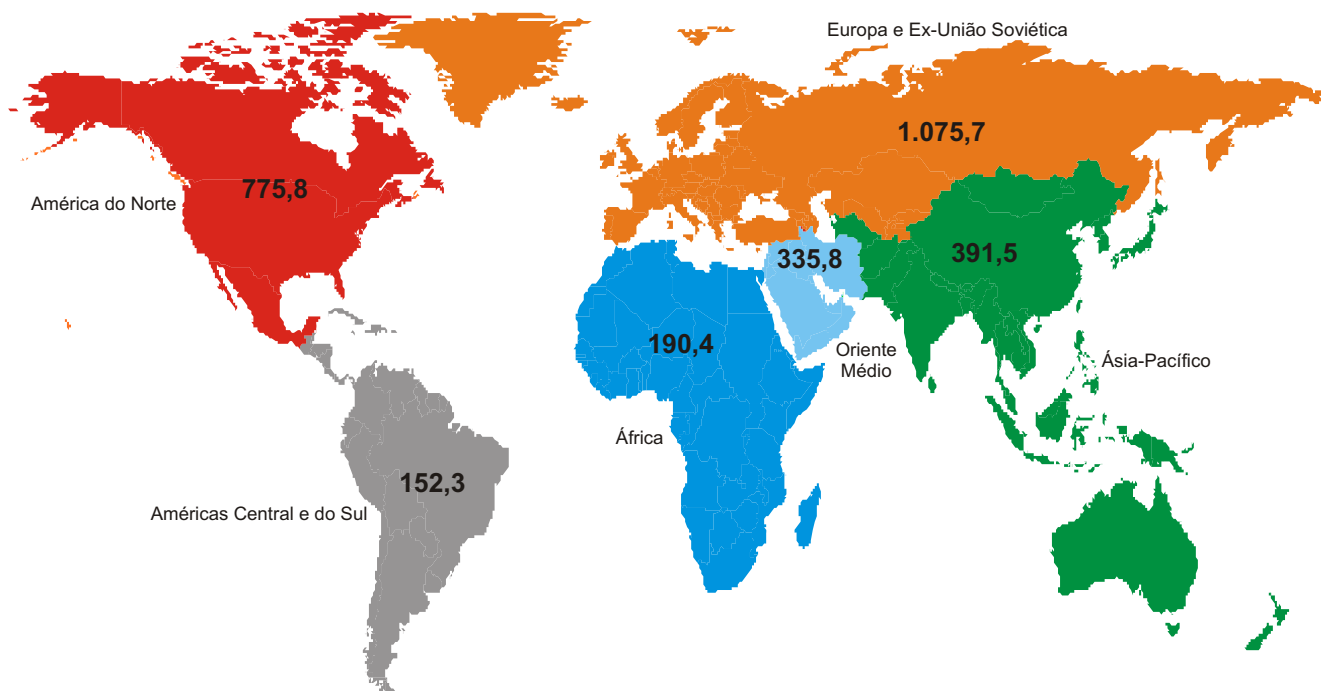 Europa e Ex-União Soviética
1.075,7
775,8
América do Norte
335,8
391,5
190,4
Oriente
Médio
Ásia-Pacífico
África
152,3
Américas Central e do Sul